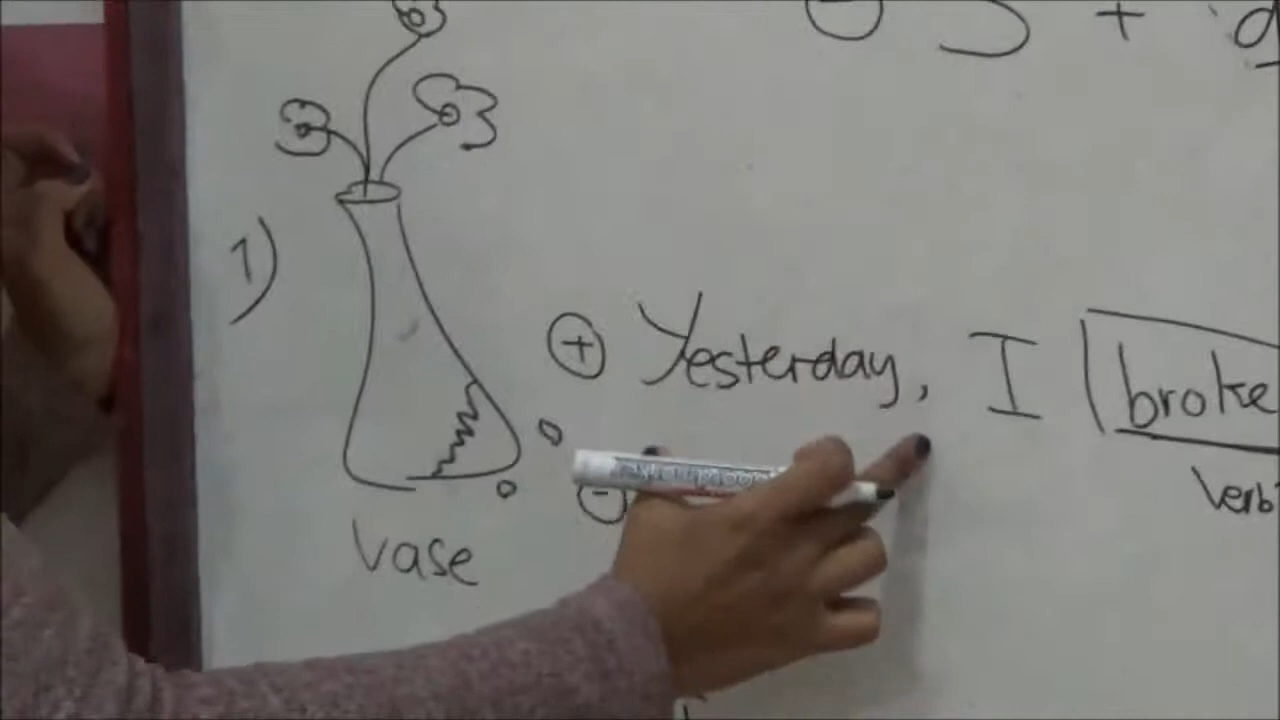 ⊖ S + d
1)
⊕ Yesterday, I broke
⊖
Verb
vase